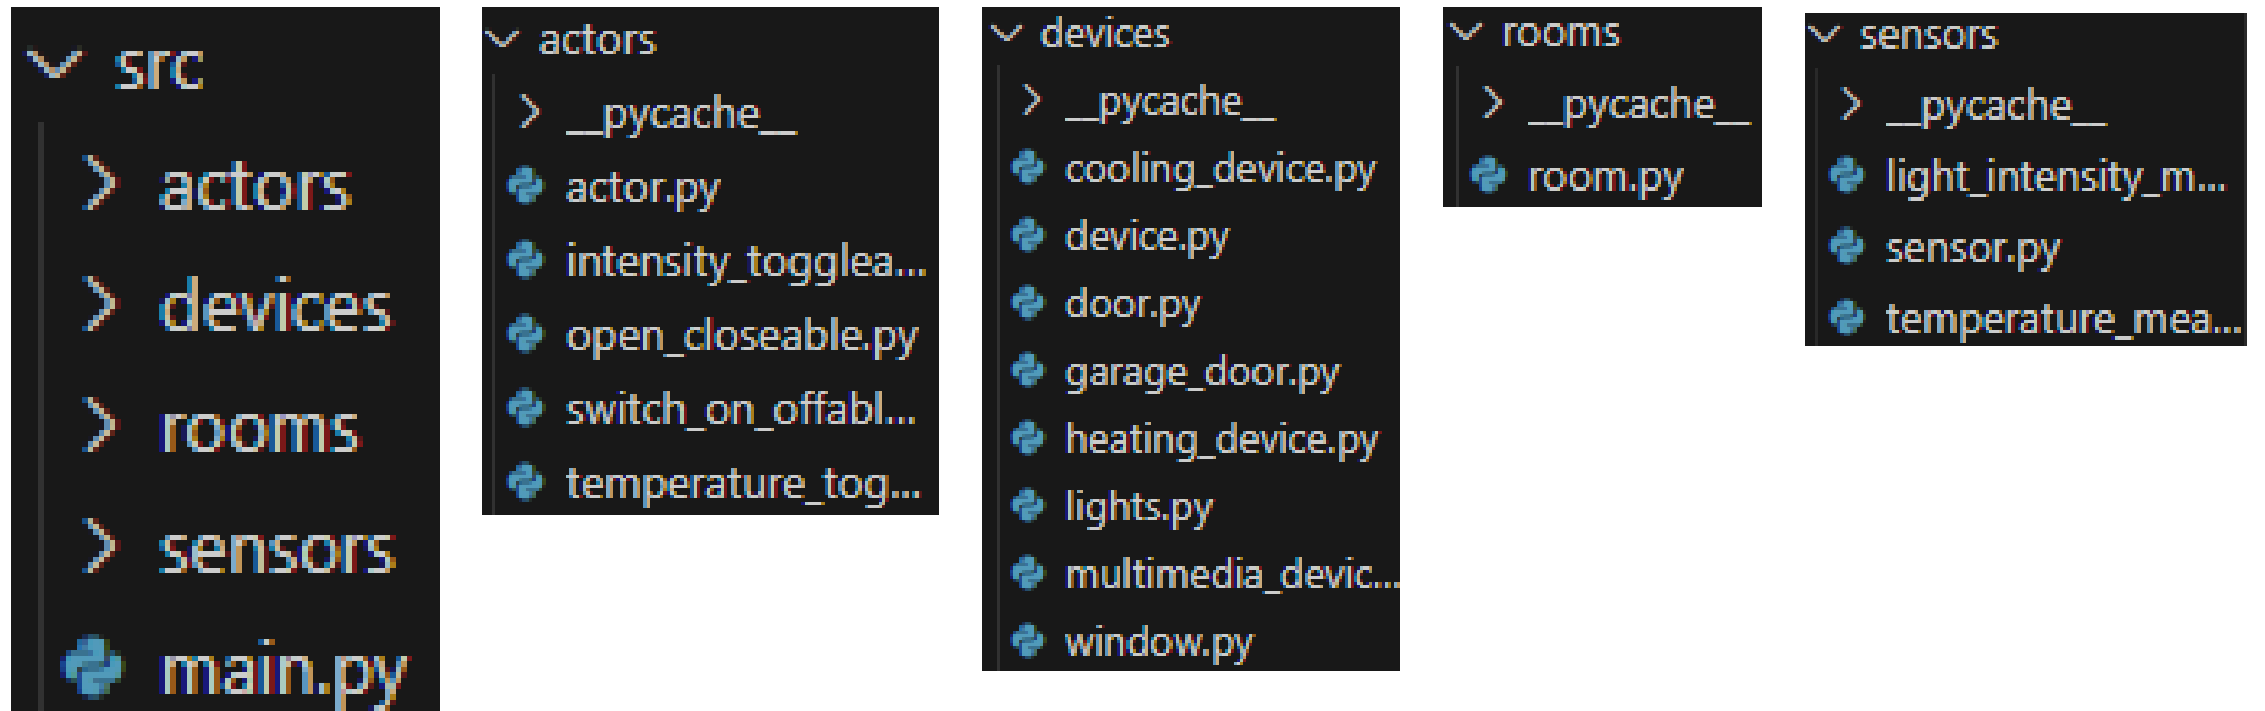 src
actors
devices
rooms
sensors
main.py
actors
__pycache__
actor.py
intensity_togglea...
open_closeable.py
switch_on_offabl...
temperature_tog...
devices
__pycache__
cooling_device.py
device.py
door.py
garage_door.py
heating_device.py
lights.py
multimedia_devic...
window.py
rooms
__pycache__
room.py
sensors
__pycache__
light_intensity_m...
sensor.py
temperature_mea...